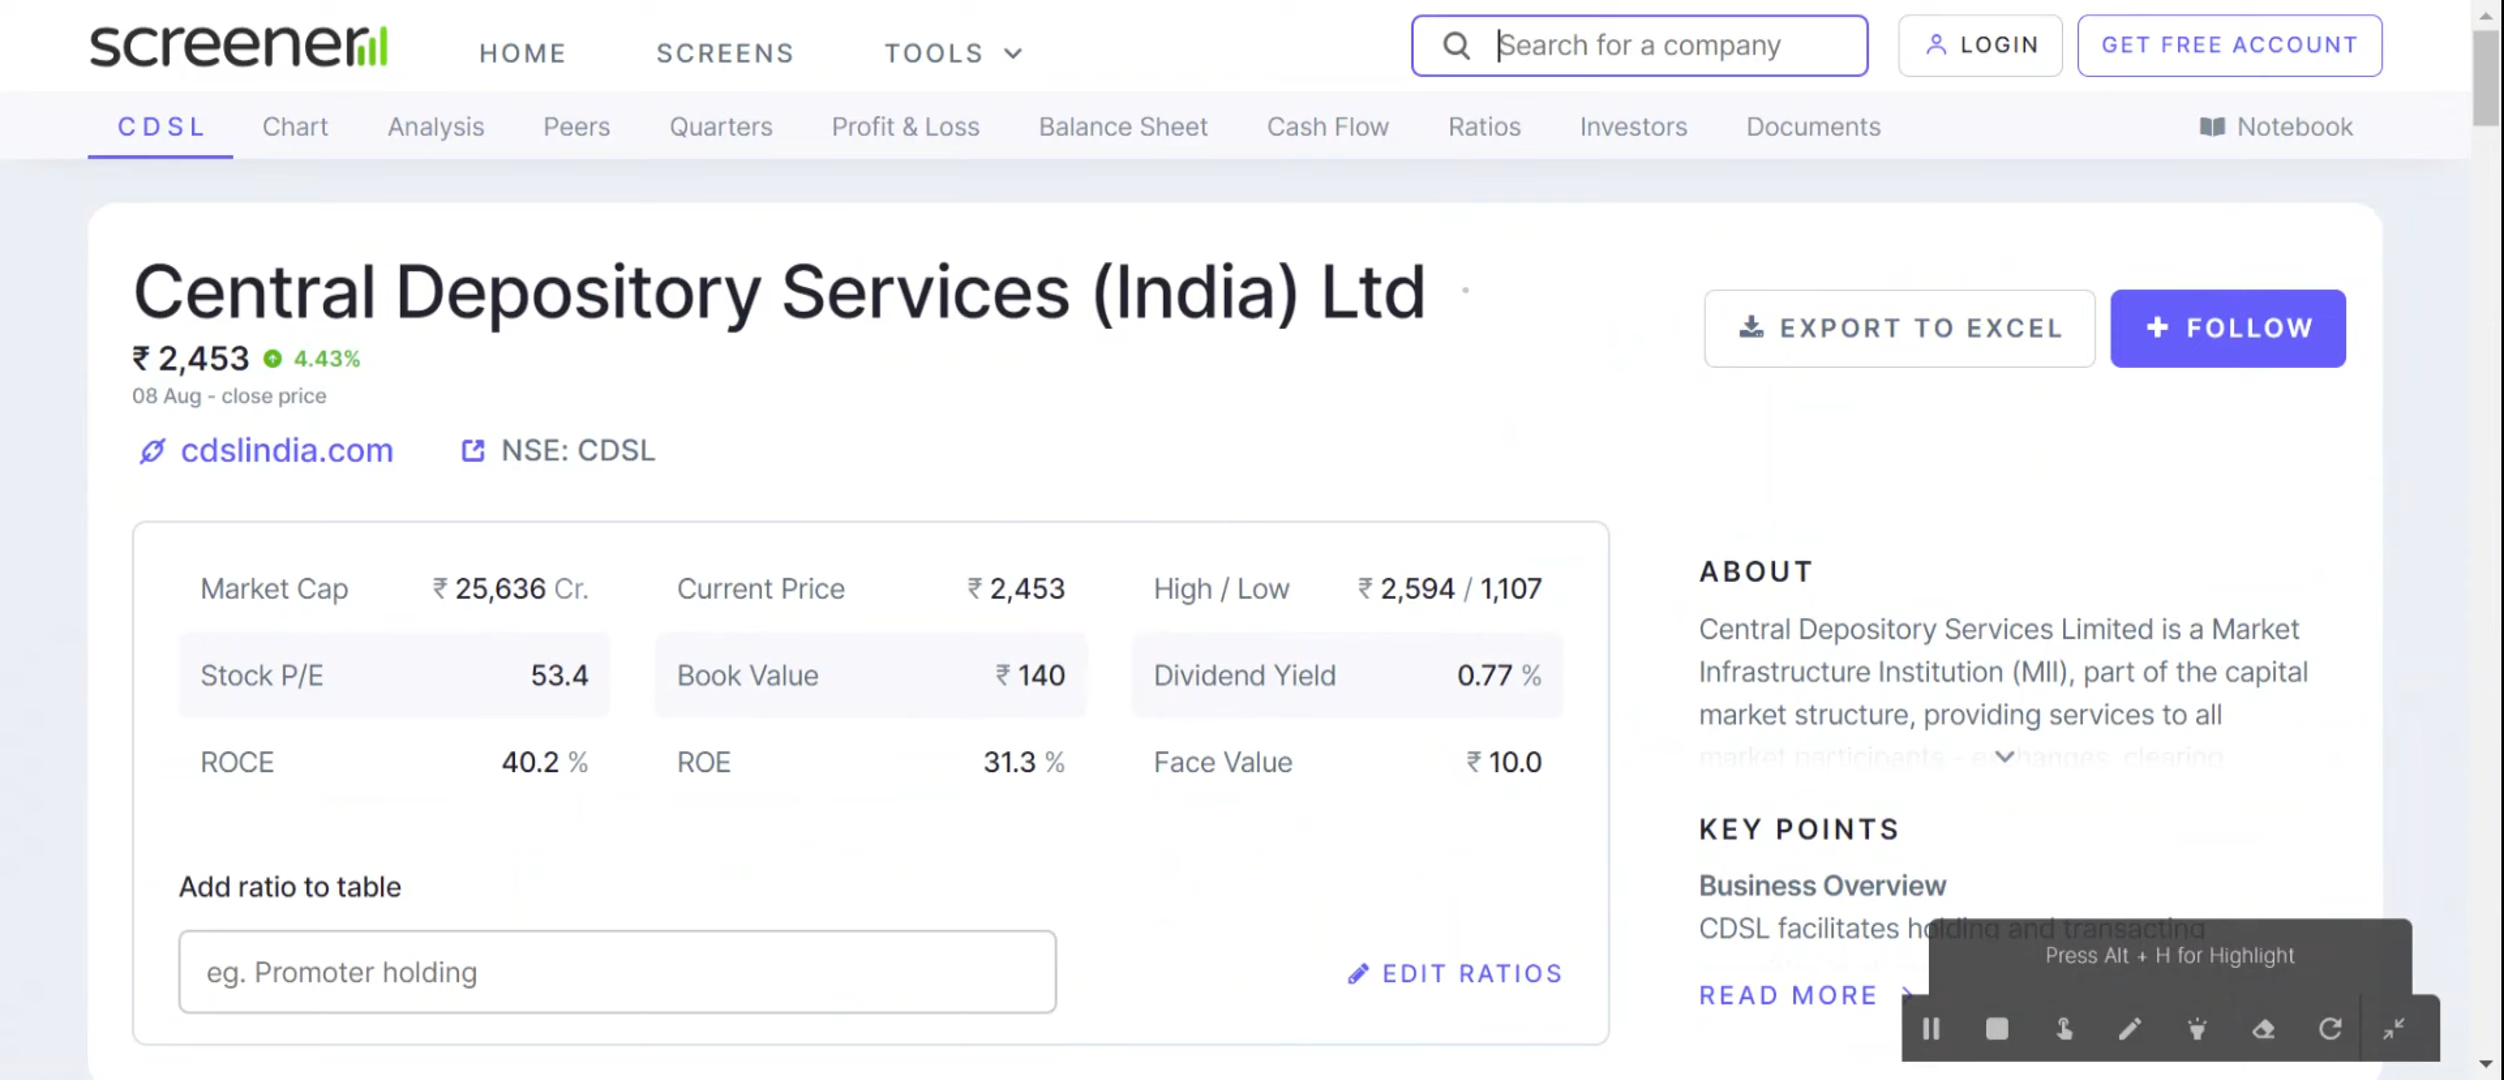 screener
HOME
SCREENS
TOOLS
Search for a company
LOGIN
GET FREE ACCOUNT
CDSL
Chart
Analysis
Peers
Quarters
Profit & Loss
Balance Sheet
Cash Flow
Ratios
Investors
Documents
Notebook
Central Depository Services (India) Ltd
₹ 2,453 4.43%
08 Aug - close price
cdslindia.com
NSE: CDSL
EXPORT TO EXCEL
FOLLOW
Market Cap ₹ 25,636 Cr.
Current Price ₹ 2,453
High / Low ₹ 2,594 / 1,107
Stock P/E 53.4
Book Value ₹ 140
Dividend Yield 0.77 %
ROCE 40.2 %
ROE 31.3 %
Face Value ₹ 10.0
Add ratio to table
eg. Promoter holding
EDIT RATIOS
ABOUT
Central Depository Services Limited is a Market
Infrastructure Institution (MII), part of the capital
market structure, providing services to all
market participants - exchanges, clearing
KEY POINTS
Business Overview
CDSL facilitates holding and transacting
READ MORE
Press Alt + H for Highlight